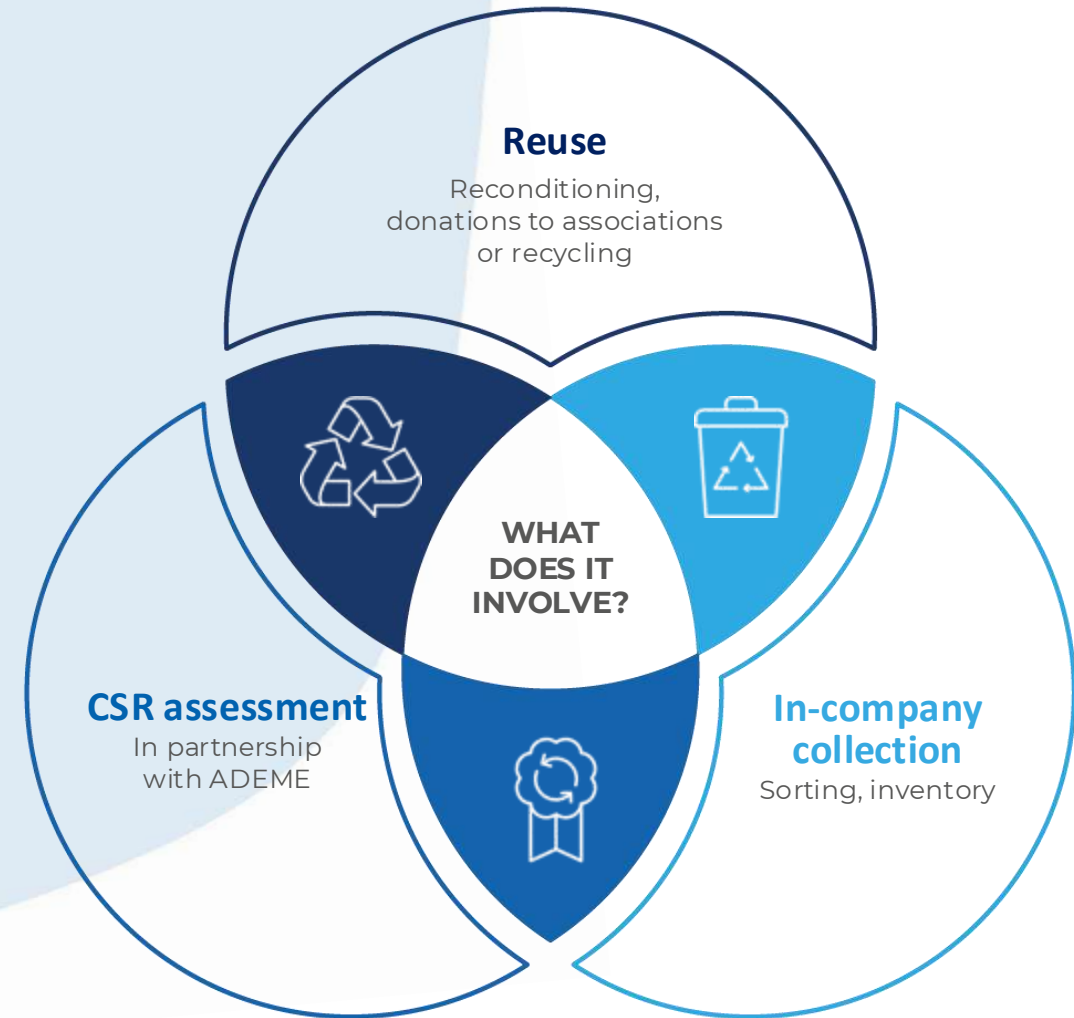 Reuse
Reconditioning,
donations to associations
or recycling
WHAT
DOES IT
INVOLVE?
CSR assessment
In partnership
with ADEME
In-company
collection
Sorting, inventory